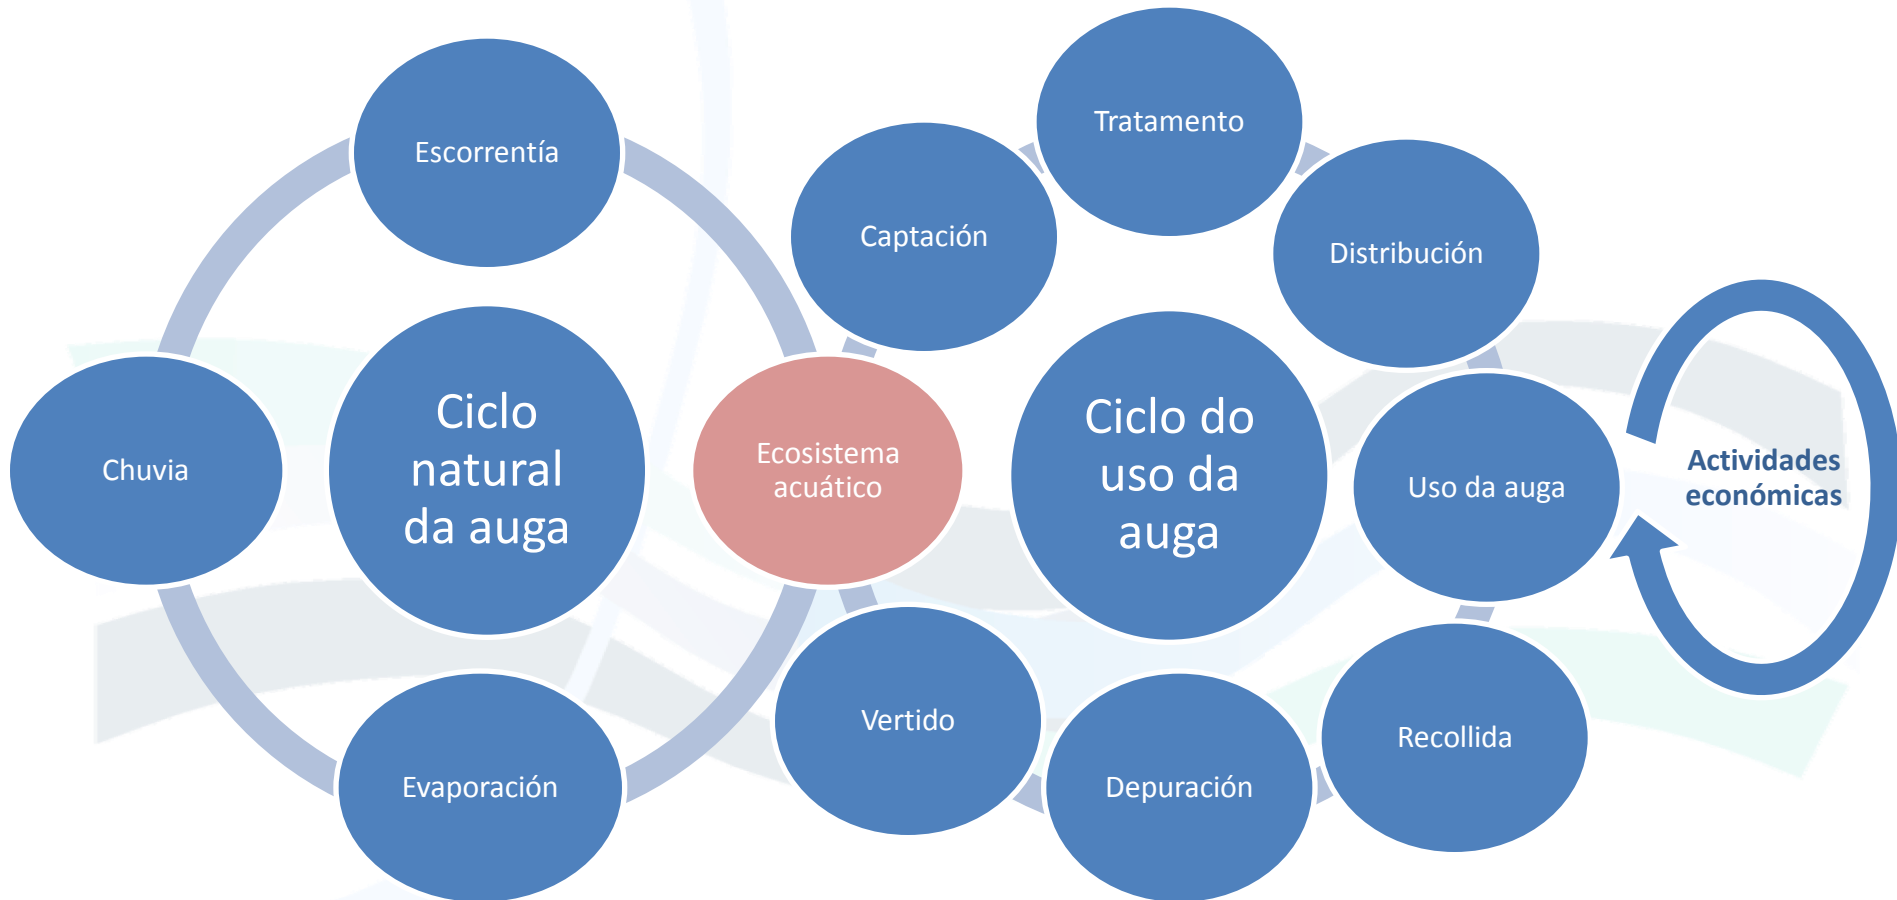 Escorrentía
Chuvia
Ciclo
natural
da auga
Evaporación
Ecosistema
acuático
Captación
Tratamento
Distribución
Ciclo do
uso da
auga
Uso da auga
Actividades
económicas
Recollida
Depuración
Vertido